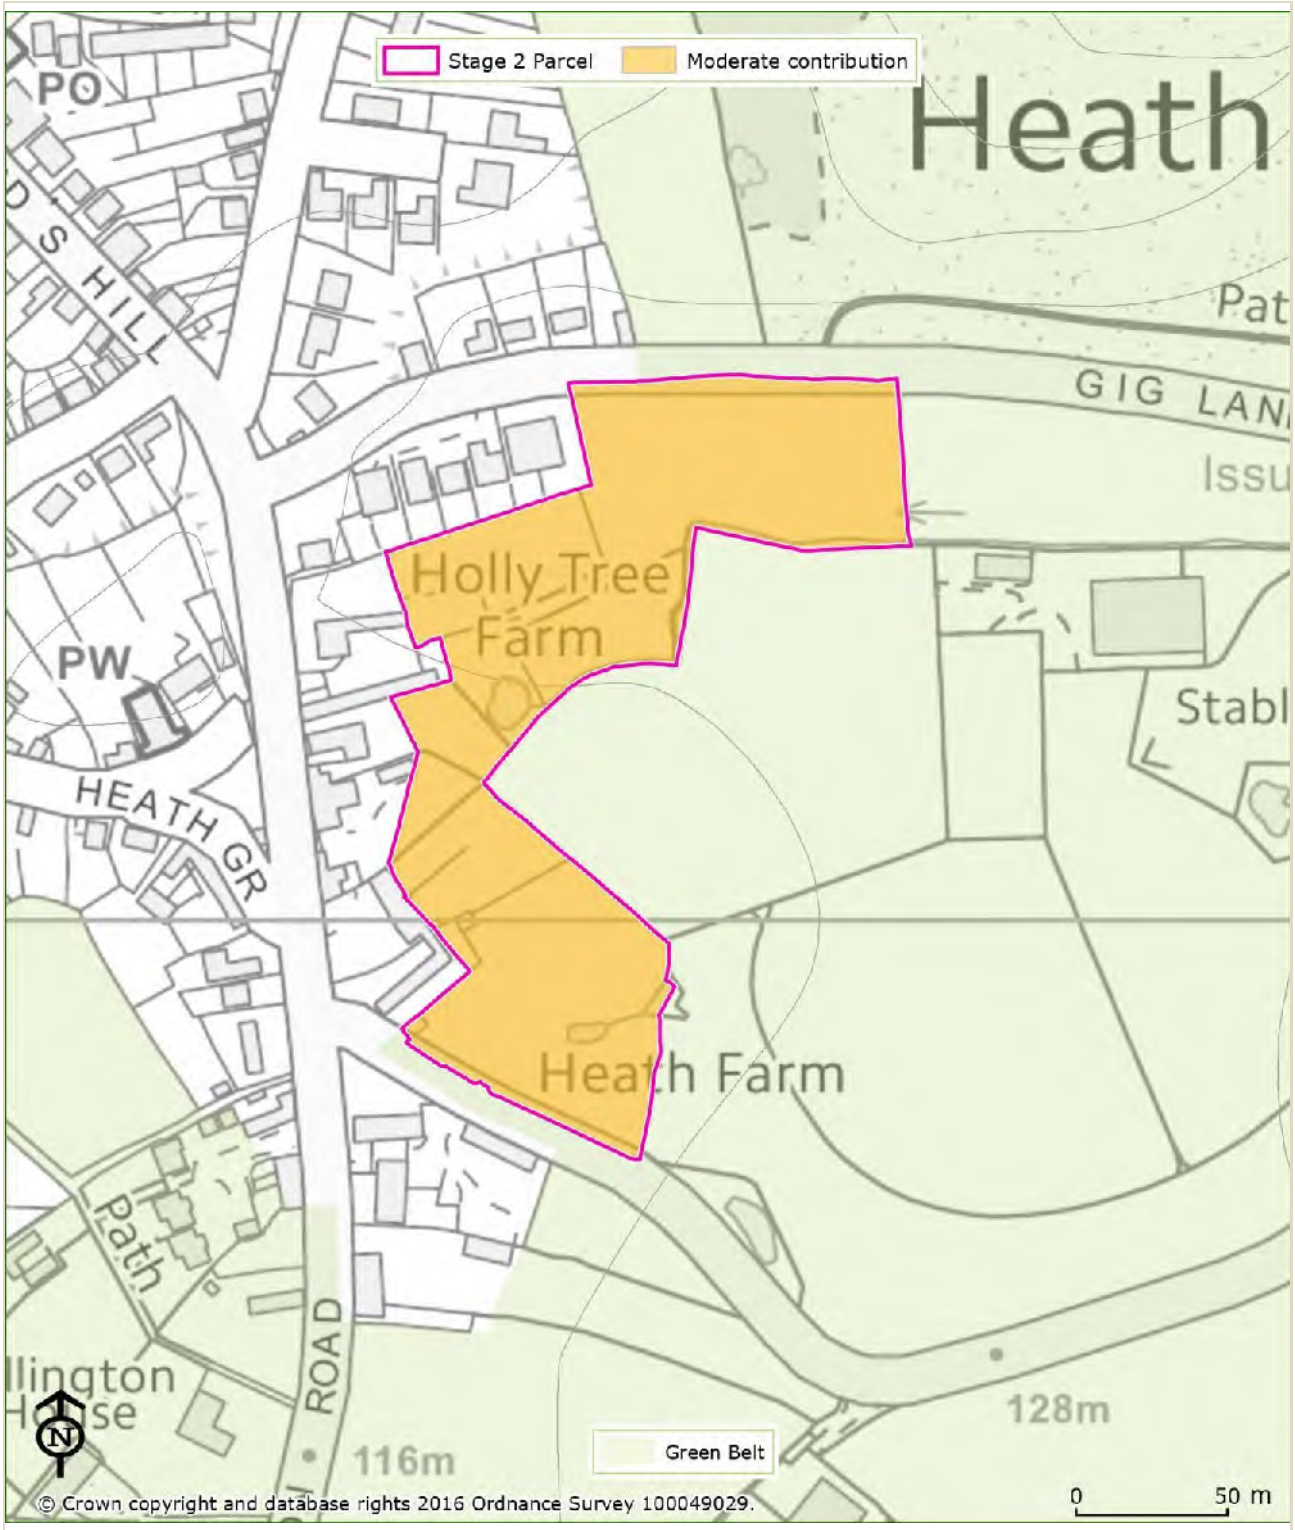 Stage 2 Parcel
Moderate contribution
PO
Heath
D S HILL
Pat
GIG LAN
Issu
Holly Tree
Farm
PW
Stabl
HEATH GR
Heath Farm
Path
ROAD
llington
House
128m
116m
Green Belt
N
0 50 m
© Crown copyright and database rights 2016 Ordnance Survey 100049029.